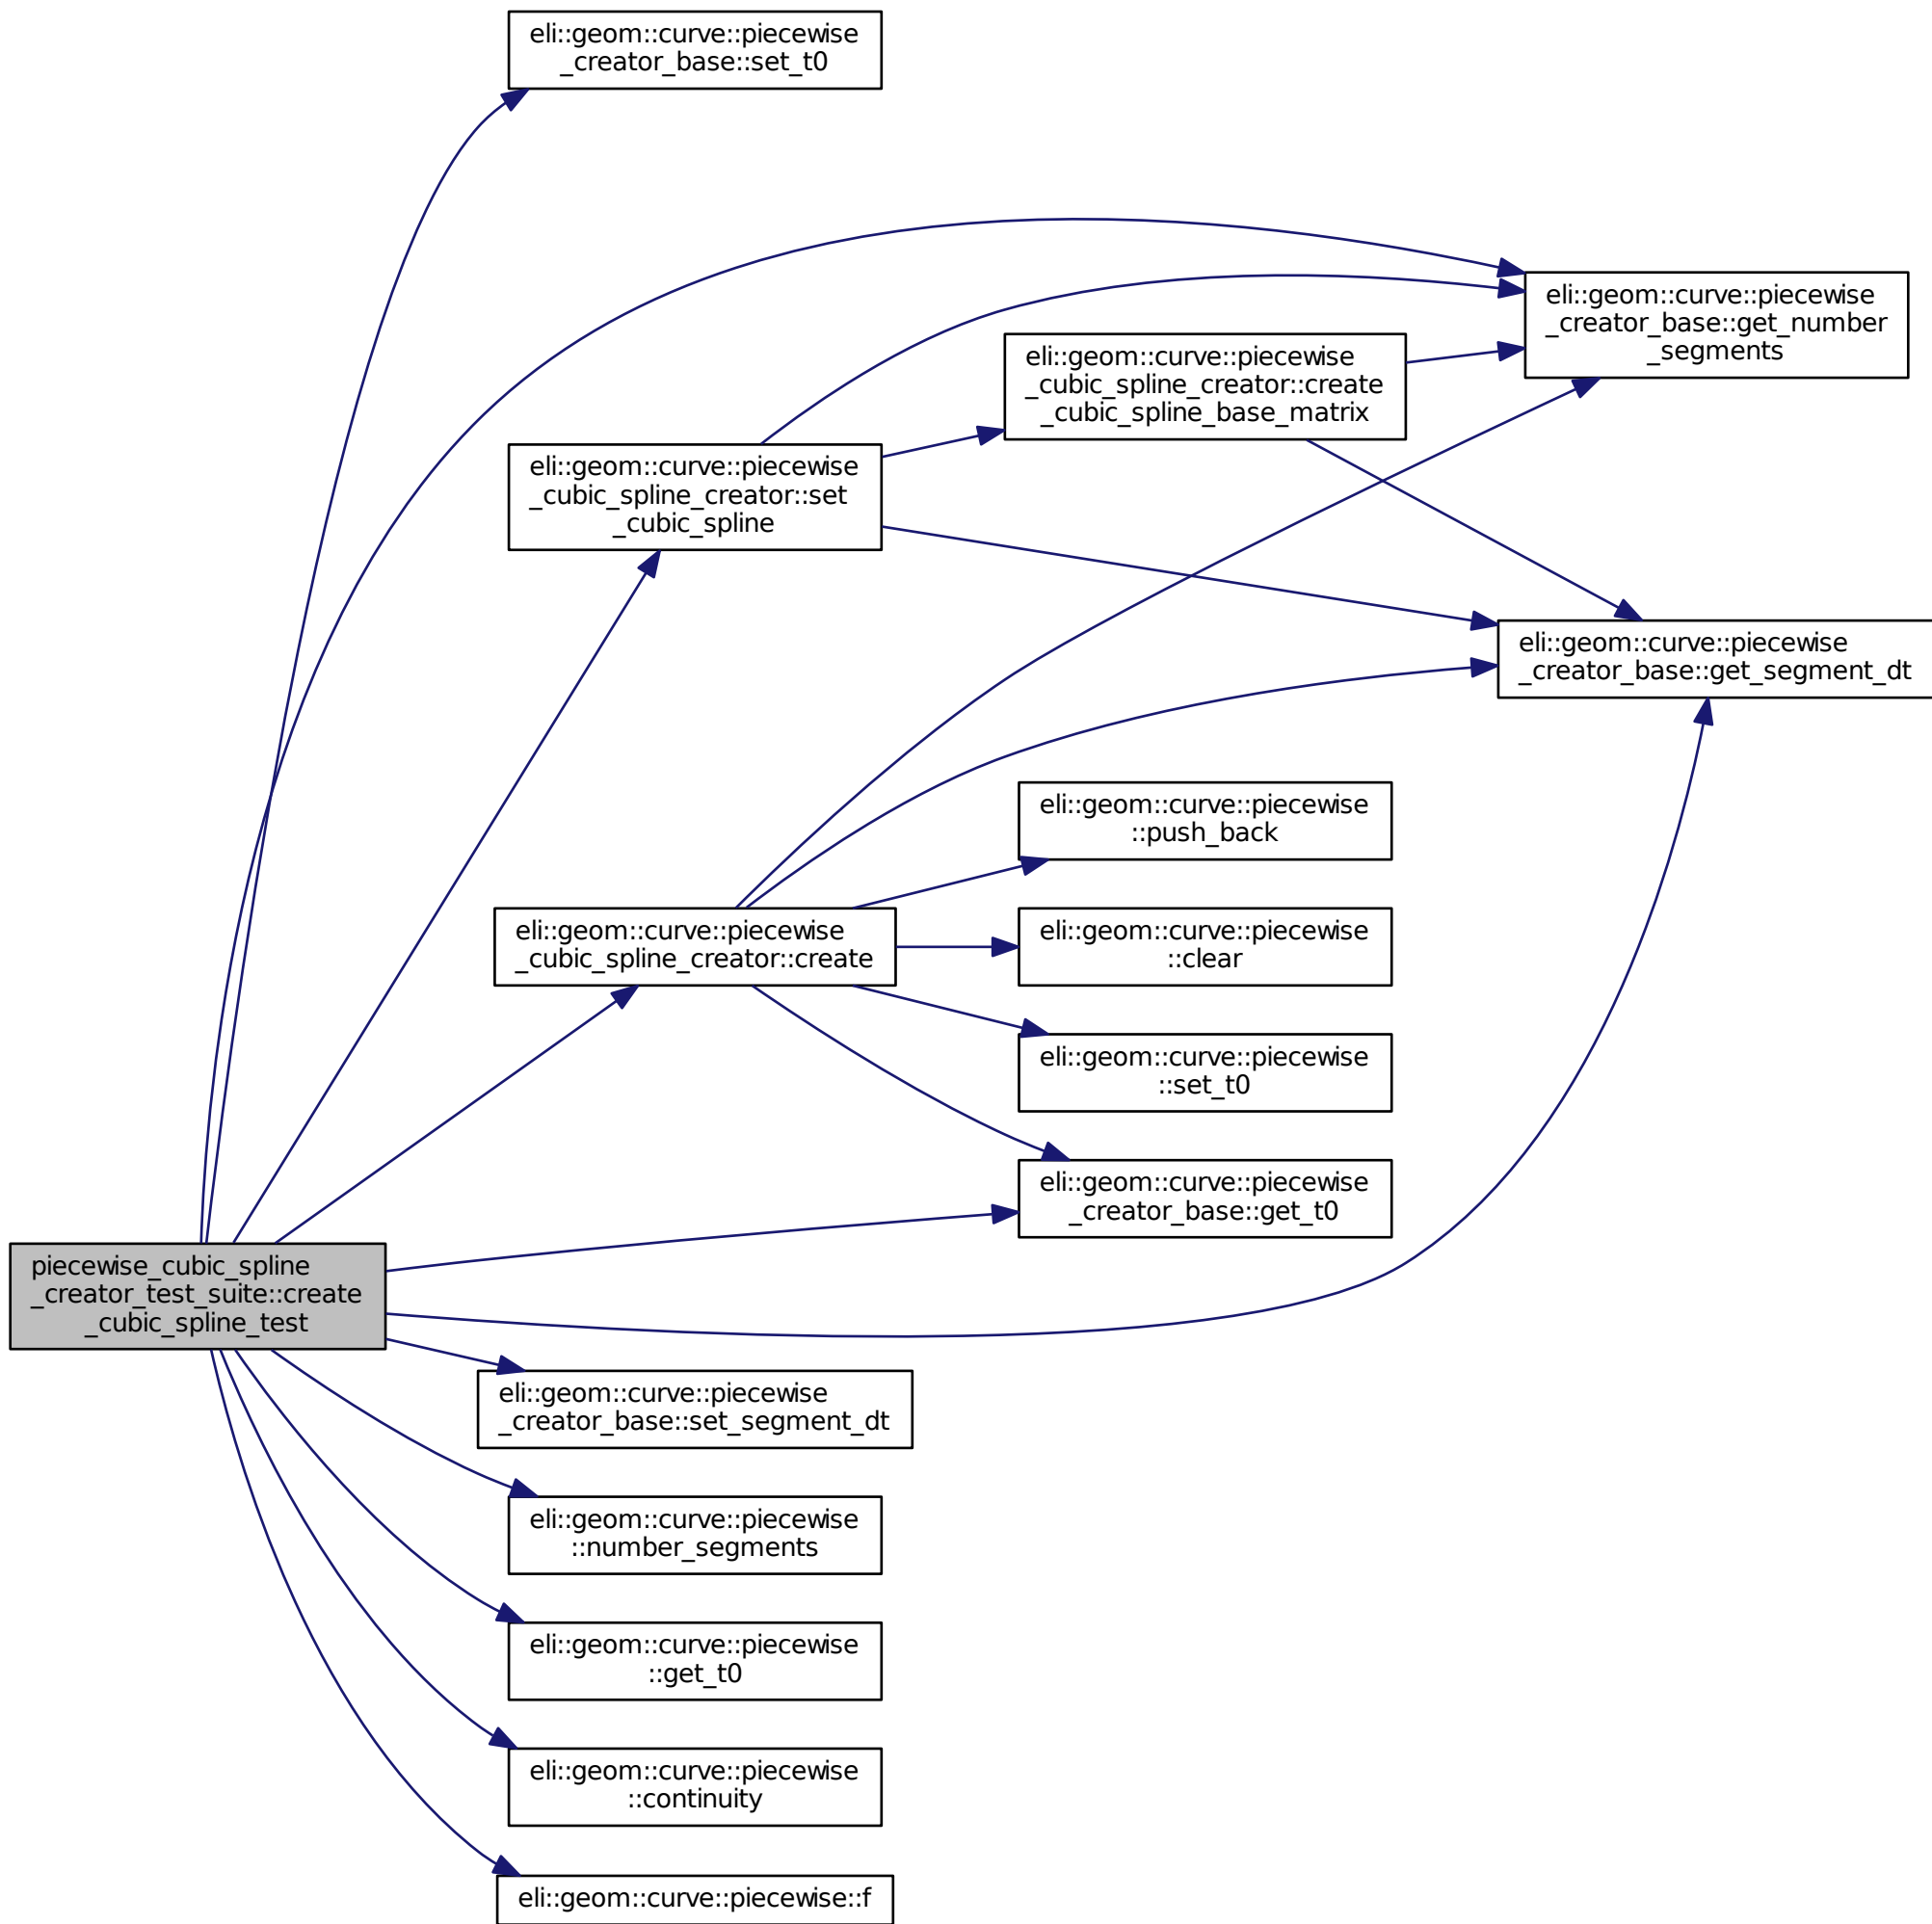 eli::geom::curve::piecewise
_creator_base::set_t0
eli::geom::curve::piecewise
_creator_base::get_number
_segments
eli::geom::curve::piecewise
_cubic_spline_creator::create
_cubic_spline_base_matrix
eli::geom::curve::piecewise
_cubic_spline_creator::set
_cubic_spline
eli::geom::curve::piecewise
_creator_base::get_segment_dt
eli::geom::curve::piecewise
::push_back
eli::geom::curve::piecewise
_cubic_spline_creator::create
eli::geom::curve::piecewise
::clear
eli::geom::curve::piecewise
::set_t0
eli::geom::curve::piecewise
_creator_base::get_t0
piecewise_cubic_spline
_creator_test_suite::create
_cubic_spline_test
eli::geom::curve::piecewise
_creator_base::set_segment_dt
eli::geom::curve::piecewise
::number_segments
eli::geom::curve::piecewise
::get_t0
eli::geom::curve::piecewise
::continuity
eli::geom::curve::piecewise::f